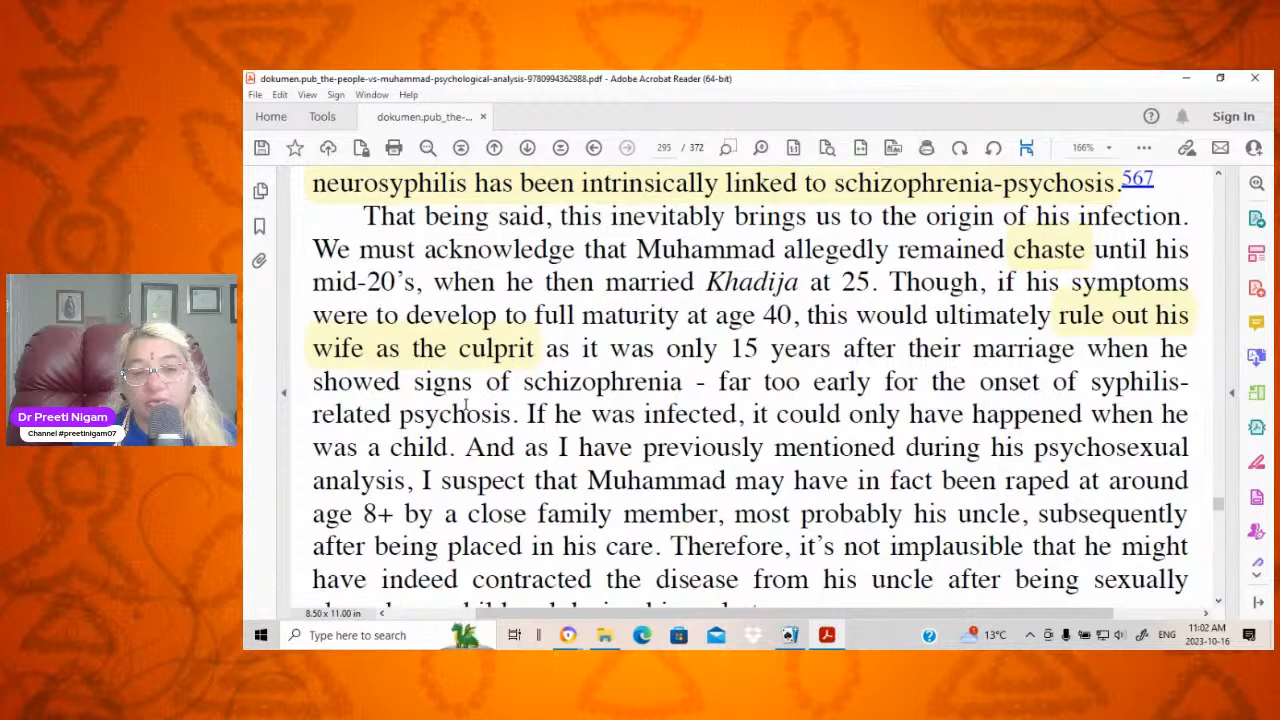 dokumen.pub_the-people-vs-muhammad-psychological-analysis-9780994362988.pdf - Adobe Acrobat Reader (64-bit)
File Edit View Sign Window Help
Home Tools dokumen.pub_the-... × Sign In
295 / 372 166%
neurosyphilis has been intrinsically linked to schizophrenia-psychosis.567
That being said, this inevitably brings us to the origin of his infection.
We must acknowledge that Muhammad allegedly remained chaste until his
mid-20's, when he then married Khadija at 25. Though, if his symptoms
were to develop to full maturity at age 40, this would ultimately rule out his
wife as the culprit as it was only 15 years after their marriage when he
showed signs of schizophrenia - far too early for the onset of syphilis-
related psychosis. If he was infected, it could only have happened when he
was a child. And as I have previously mentioned during his psychosexual
analysis, I suspect that Muhammad may have in fact been raped at around
age 8+ by a close family member, most probably his uncle, subsequently
after being placed in his care. Therefore, it's not implausible that he might
have indeed contracted the disease from his uncle after being sexually
8.50 x 11.00 in
Dr Preeti Nigam
Channel #preetinigam07
Type here to search
13°C
ENG
11:02 AM
2023-10-16